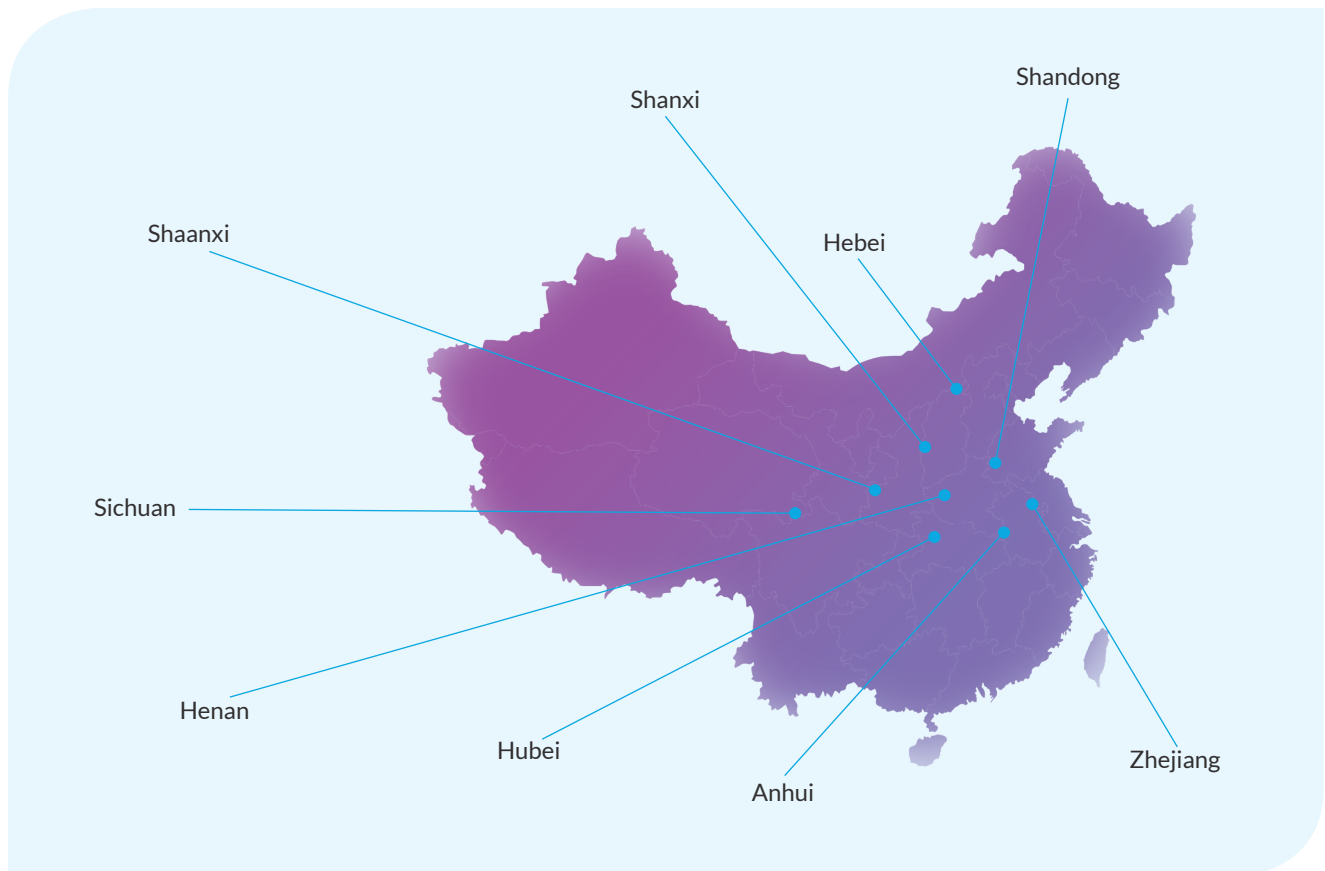 Shandong
Shanxi
Shaanxi
Hebei
Sichuan
Henan
Hubei
Zhejiang
Anhui